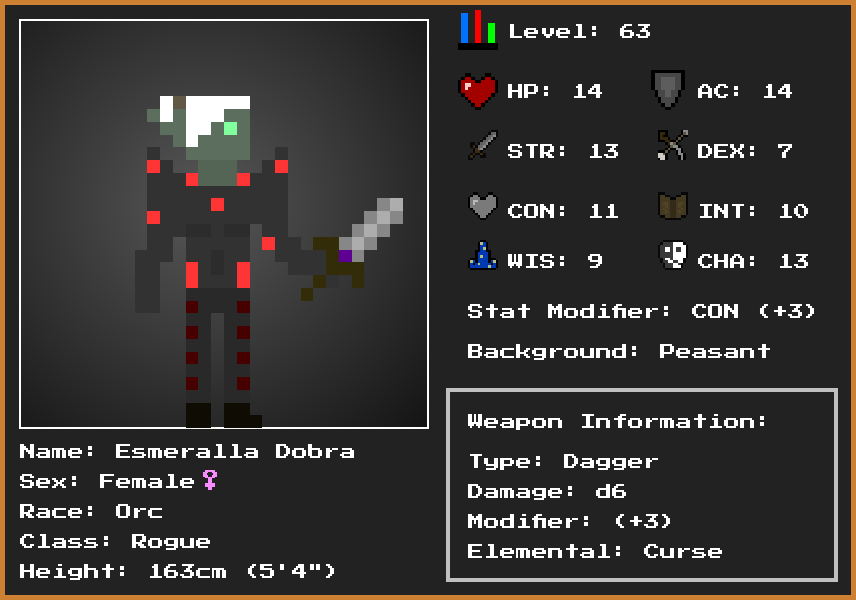 Level: 63
HP: 14
AC: 14
STR: 13
DEX: 7
CON: 11
INT: 10
WIS: 9
CHA: 13
Stat Modifier: CON (+3)
Background: Peasant
Weapon Information:
Type: Dagger
Damage: d6
Modifier: (+3)
Elemental: Curse
Name: Esmeralla Dobra
Sex: Female♀
Race: Orc
Class: Rogue
Height: 163cm (5'4")